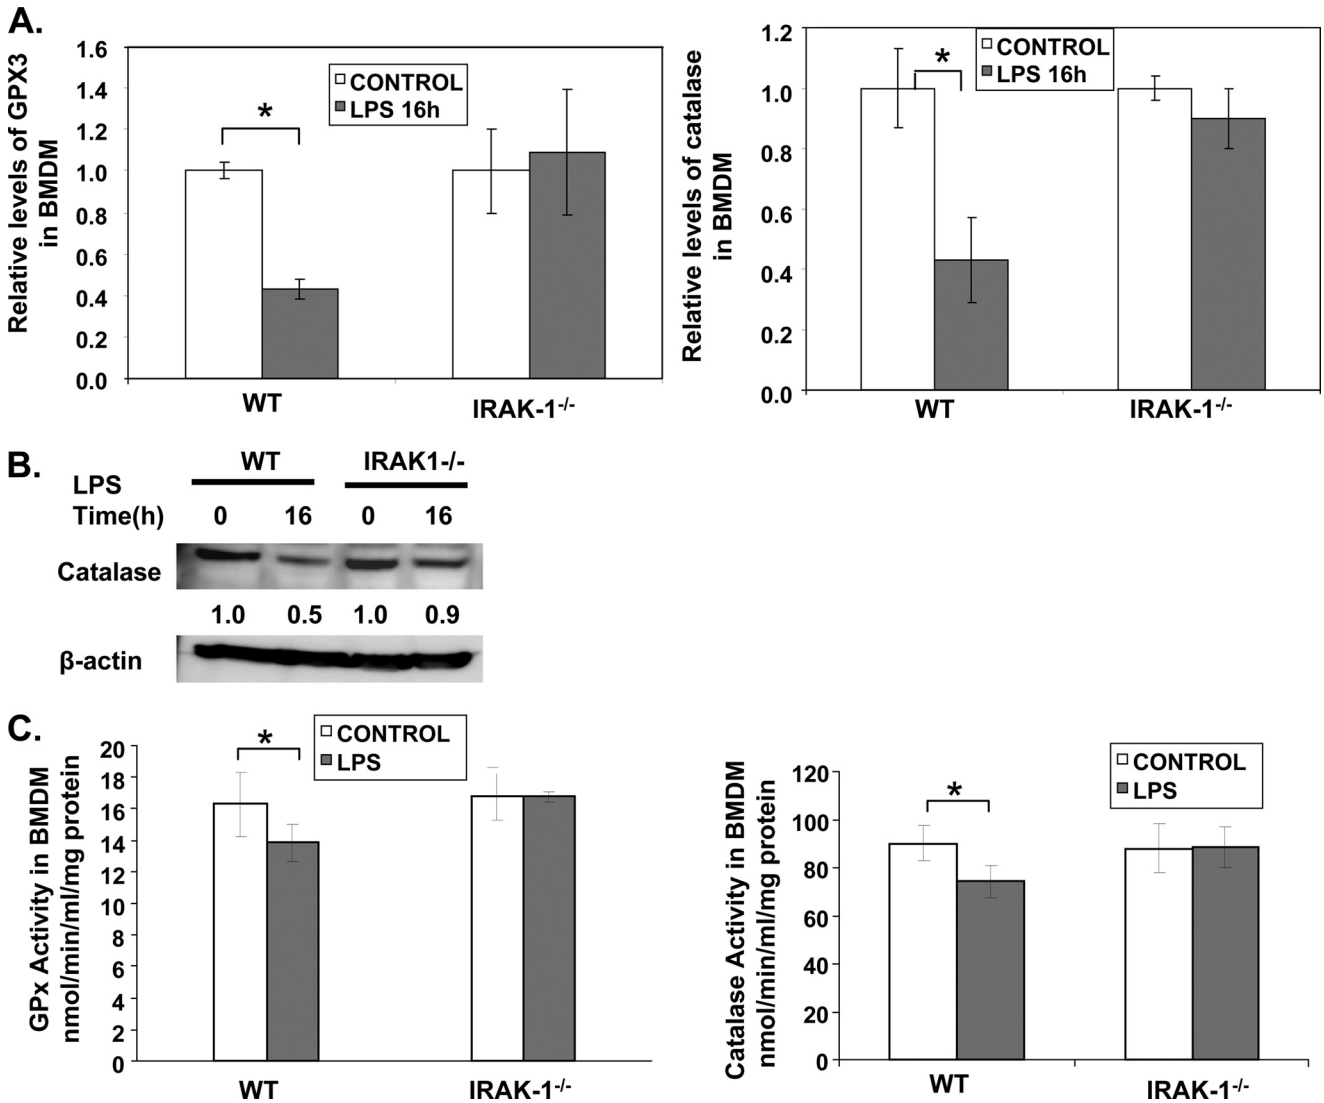 A.
Relative levels of GPX3
in BMDM
1.6
1.4
1.2
1.0
0.8
0.6
0.4
0.2
0.0
CONTROL
LPS 16h
*
WT
IRAK-1-/-
Relative levels of catalase
in BMDM
1.2
1.0
0.8
0.6
0.4
0.2
0.0
CONTROL
LPS 16h
*
WT
IRAK-1-/-
B.
WT IRAK1-/-
LPS
Time(h) 0 16 0 16
Catalase
1.0 0.5 1.0 0.9
β-actin
C.
GPx Activity in BMDM
nmol/min/ml/mg protein
20
18
16
14
12
10
8
6
4
2
0
CONTROL
LPS
*
WT
IRAK-1-/-
Catalase Activity in BMDM
nmol/min/ml/mg protein
120
100
80
60
40
20
0
CONTROL
LPS
*
WT
IRAK-1-/-